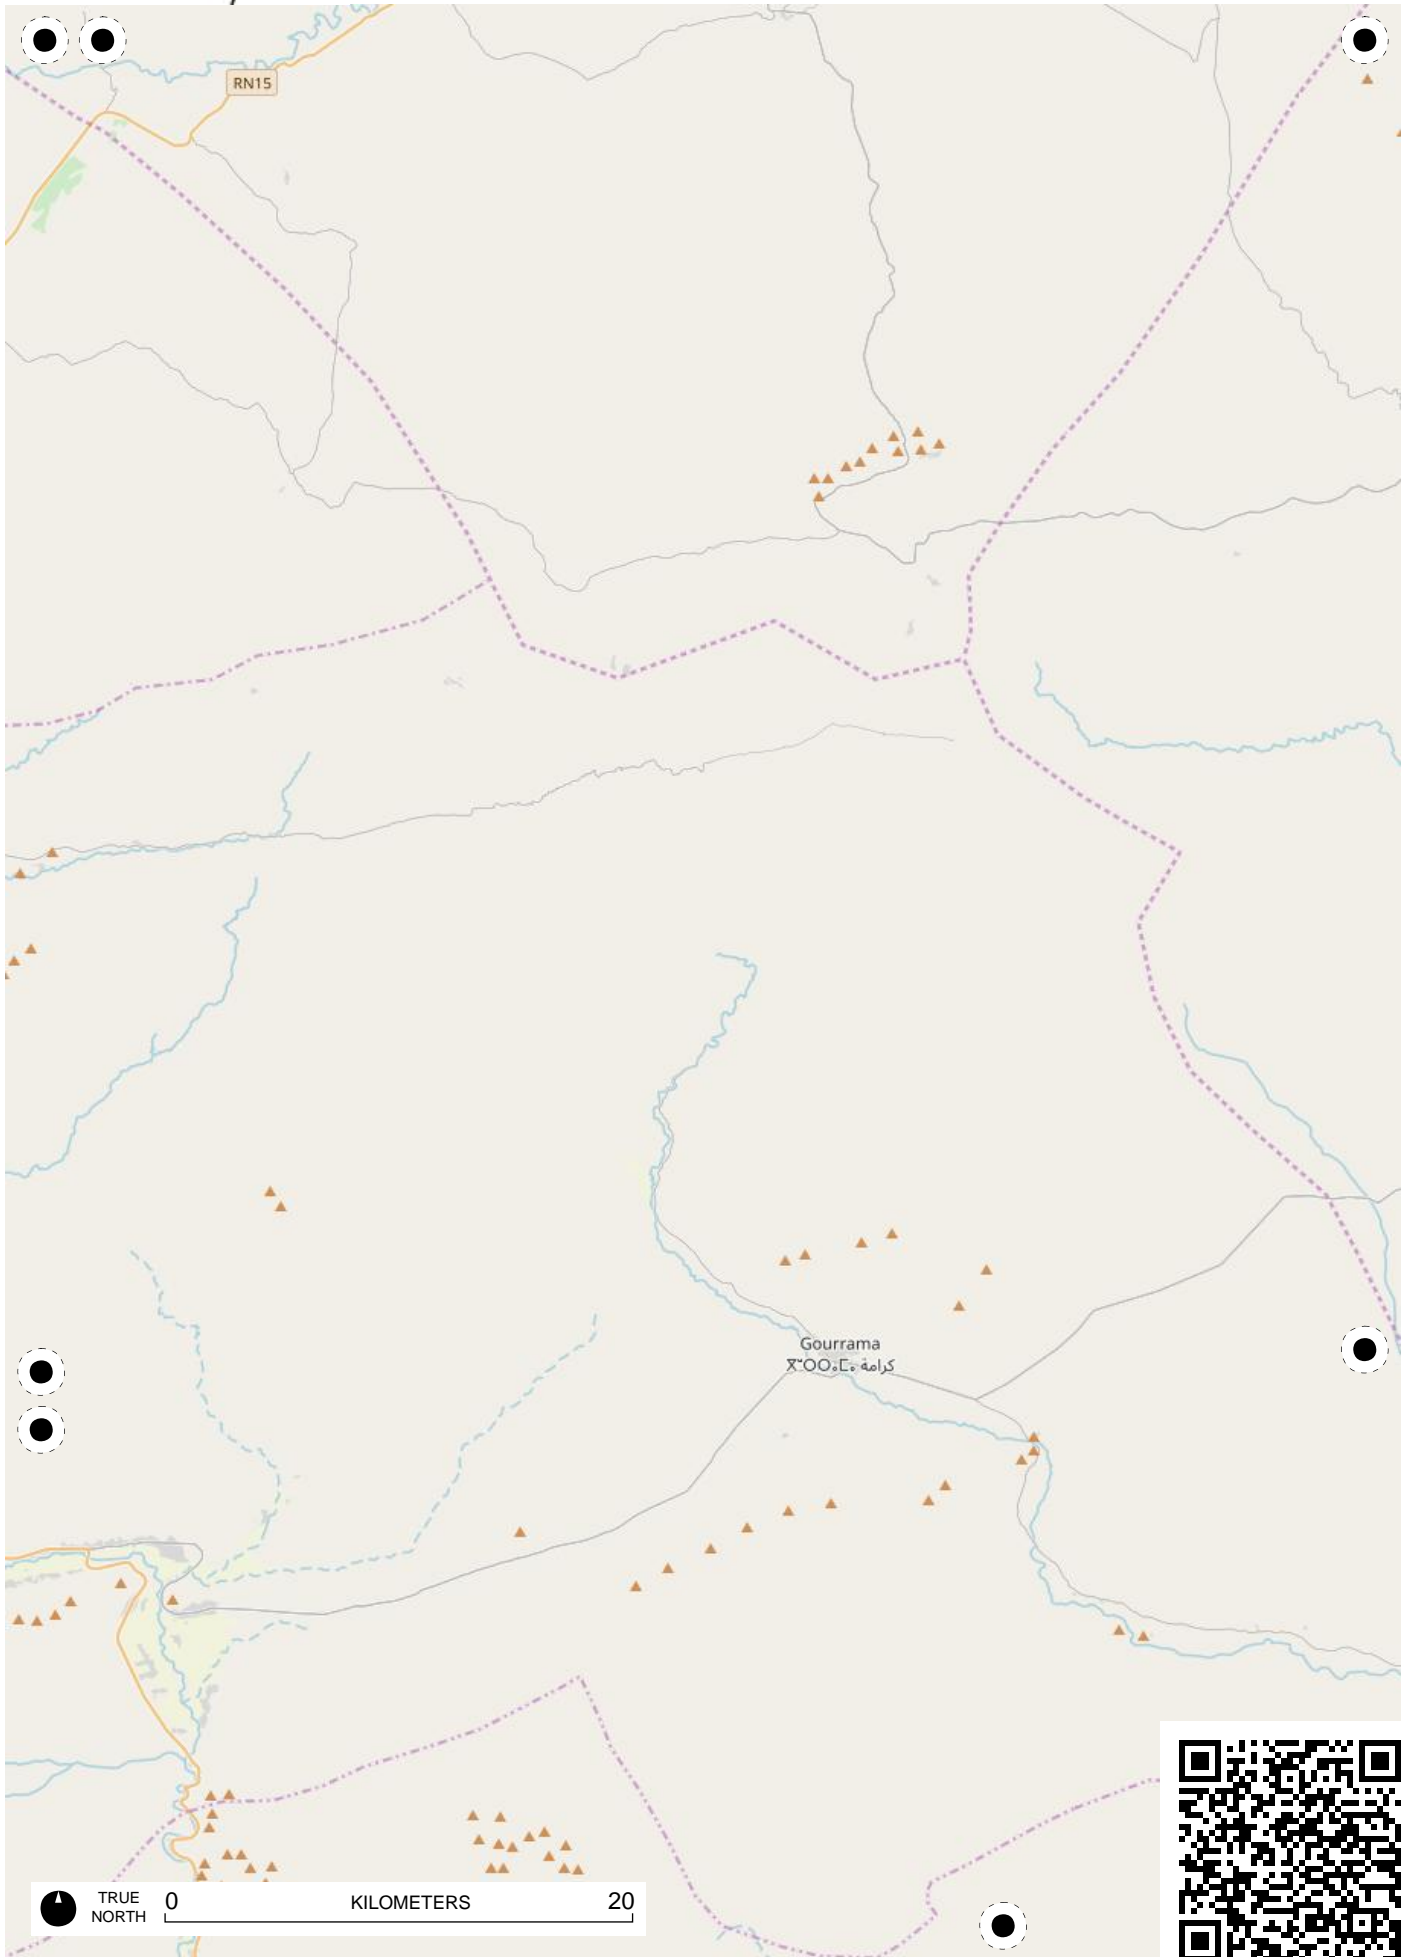 RN15
Gourrama
ⴳⵓⵔⵔⴰⵎⴰ كرامة
TRUE
NORTH
0 KILOMETERS 20